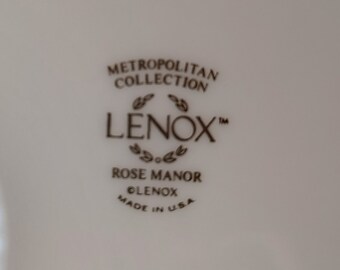 METROPOLITAN
COLLECTION
LENOX™
ROSE MANOR
©LENOX
MADE IN U.S.A.